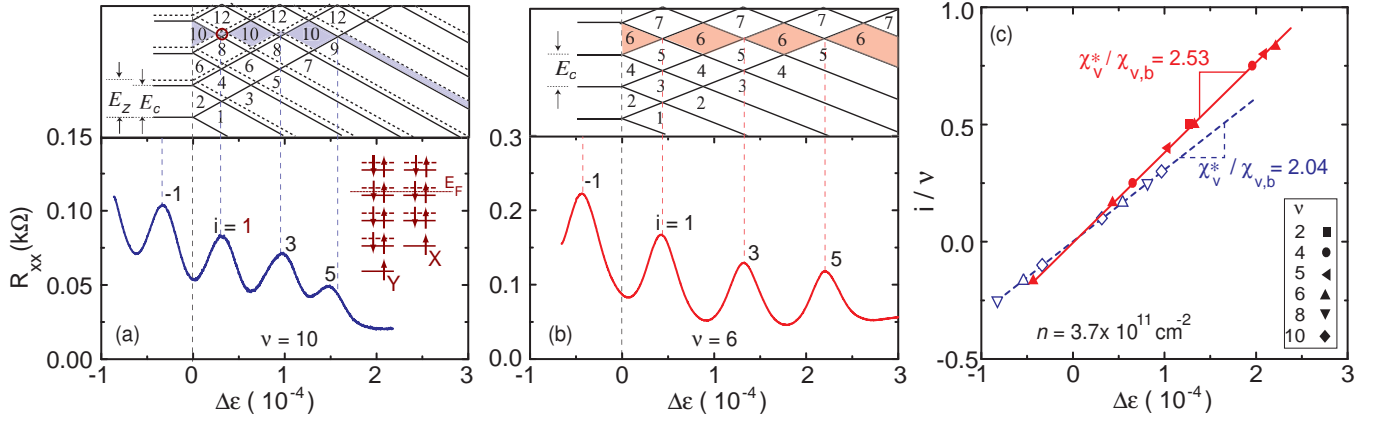 12 12
10 10 10
8 8 9
6 6 7
4 5
E_Z E_c 2 3
1
0.15
0.10
0.05
0.00
R_xx (kΩ)
-1
i = 1
3
5
E_F
Y X
(a)
ν = 10
-1 0 1 2 3
Δε ( 10^-4)
7 7 7 7
6 6 6 6
5 5 5
E_c 4 4 4
3 3
2 2
1
0.3
0.2
0.1
0.0
-1
i = 1
3
5
(b)
ν = 6
-1 0 1 2 3
Δε ( 10^-4)
(c)
1.0
0.5
0.0
-0.5
i / ν
χ_v^* / χ_v,b = 2.53
χ_v^* / χ_v,b = 2.04
ν
2 ■
4 ●
5 ◀
6 ▲
8 ▼
10 ◆
n = 3.7x 10^11 cm^-2
-1 0 1 2 3
Δε ( 10^-4)